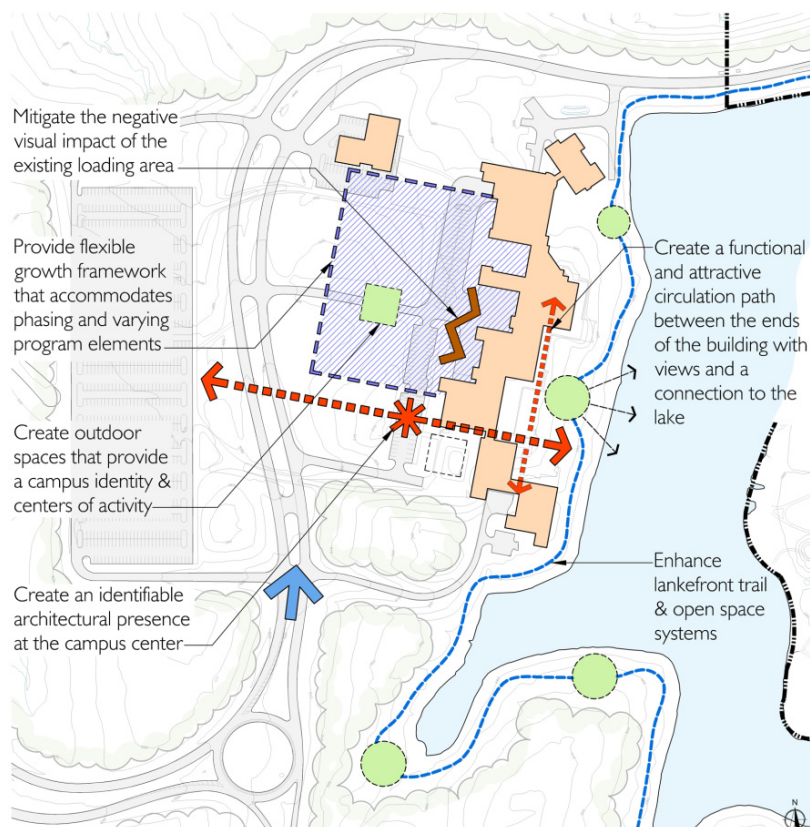 Mitigate the negative
visual impact of the
existing loading area
Provide flexible
growth framework
that accommodates
phasing and varying
program elements
Create outdoor
spaces that provide
a campus identity &
centers of activity
Create an identifiable
architectural presence
at the campus center
Create a functional
and attractive
circulation path
between the ends
of the building with
views and a
connection to the
lake
Enhance
lankefront trail
& open space
systems
N